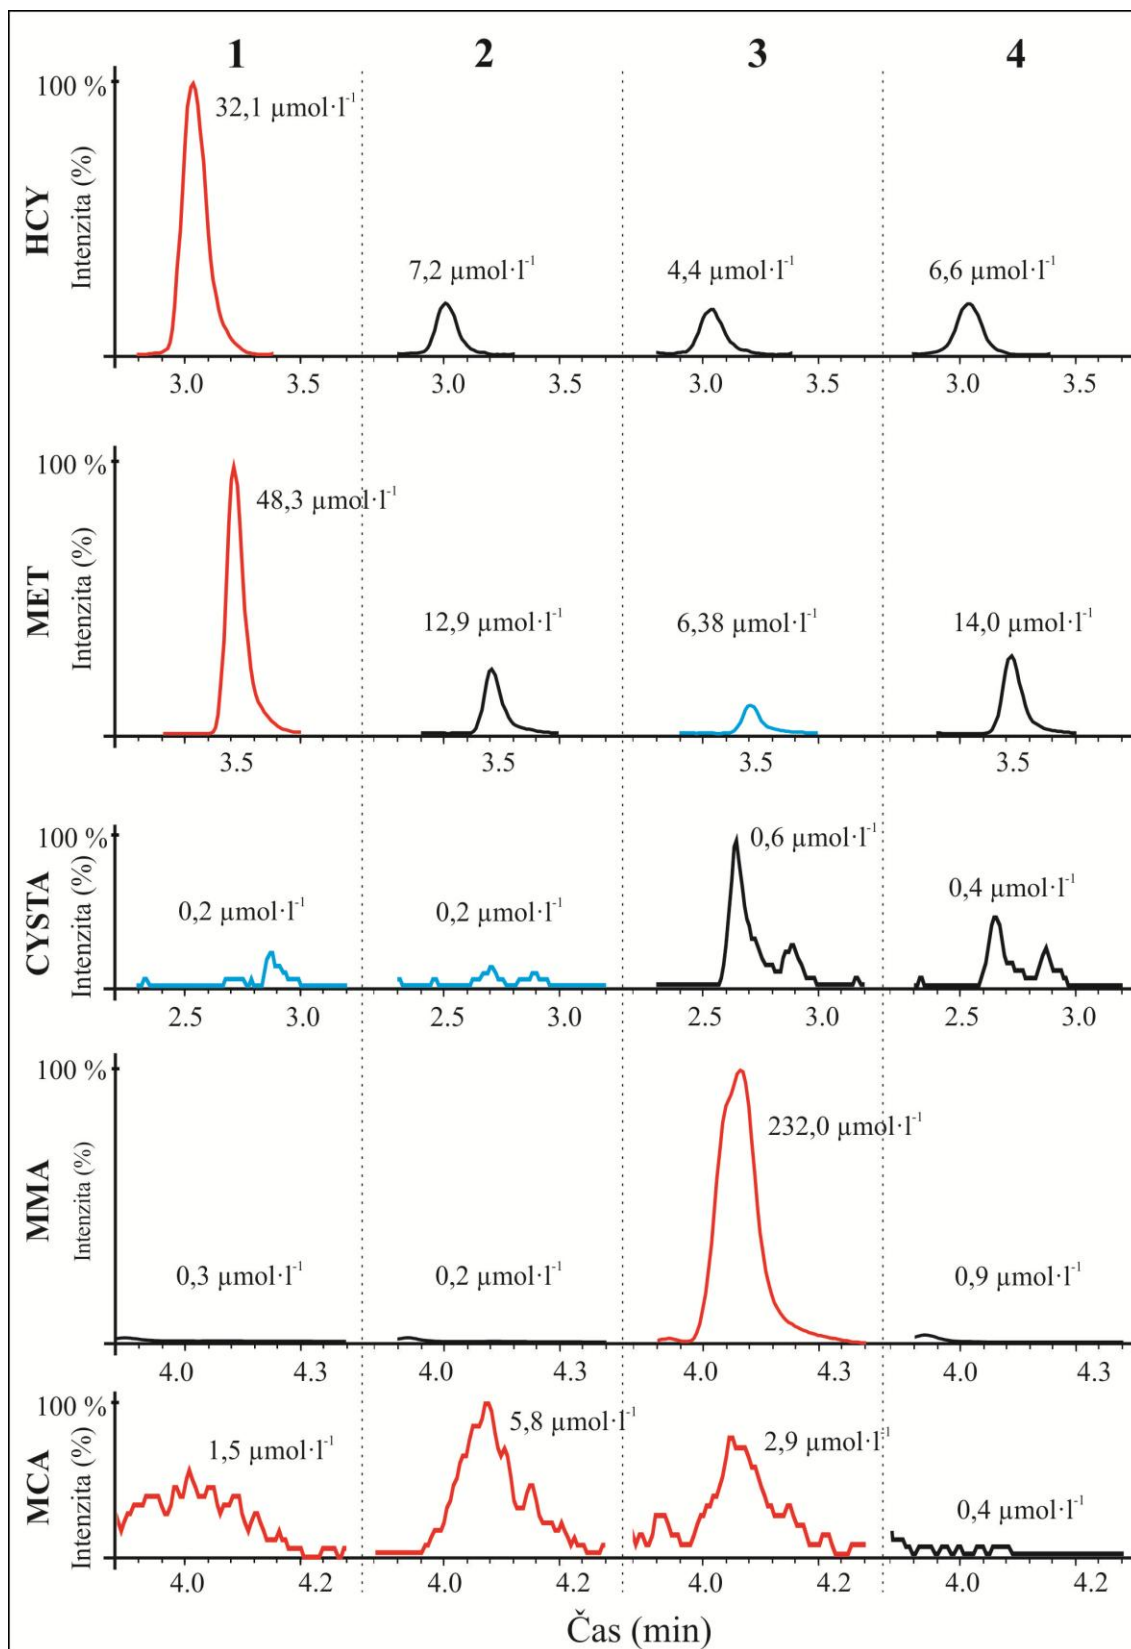 1 2 3 4
HCY
Intenzita (%)
100 %
32,1 µmol·l⁻¹
7,2 µmol·l⁻¹ 4,4 µmol·l⁻¹ 6,6 µmol·l⁻¹
3.0 3.5 3.0 3.5 3.0 3.5 3.0 3.5
MET
Intenzita (%)
100 %
48,3 µmol·l⁻¹
12,9 µmol·l⁻¹ 6,38 µmol·l⁻¹ 14,0 µmol·l⁻¹
3.5 3.5 3.5 3.5
CYSTA
Intenzita (%)
100 %
0,2 µmol·l⁻¹ 0,2 µmol·l⁻¹ 0,6 µmol·l⁻¹ 0,4 µmol·l⁻¹
2.5 3.0 2.5 3.0 2.5 3.0 2.5 3.0
MMA
Intenzita (%)
100 %
232,0 µmol·l⁻¹
0,3 µmol·l⁻¹ 0,2 µmol·l⁻¹ 0,9 µmol·l⁻¹
4.0 4.3 4.0 4.3 4.0 4.3 4.0 4.3
MCA
Intenzita (%)
100 %
1,5 µmol·l⁻¹ 5,8 µmol·l⁻¹ 2,9 µmol·l⁻¹ 0,4 µmol·l⁻¹
4.0 4.2 4.0 4.2 4.0 4.2 4.0 4.2
Čas (min)